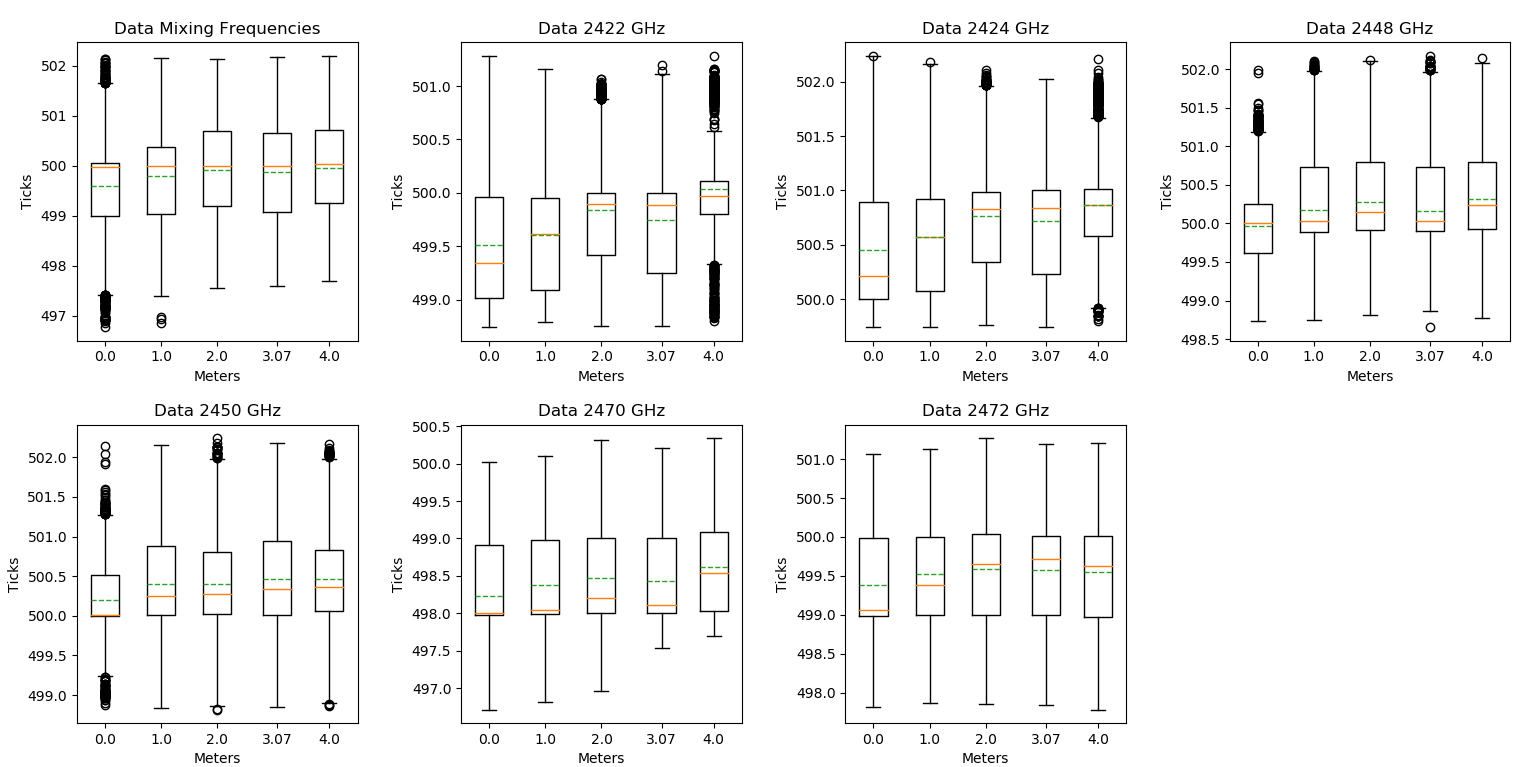 Data Mixing Frequencies
502
501
500
499
498
497
Ticks
0.0 1.0 2.0 3.07 4.0
Meters
Data 2422 GHz
501.0
500.5
500.0
499.5
499.0
Ticks
0.0 1.0 2.0 3.07 4.0
Meters
Data 2424 GHz
502.0
501.5
501.0
500.5
500.0
Ticks
0.0 1.0 2.0 3.07 4.0
Meters
Data 2448 GHz
502.0
501.5
501.0
500.5
500.0
499.5
499.0
498.5
Ticks
0.0 1.0 2.0 3.07 4.0
Meters
Data 2450 GHz
502.0
501.5
501.0
500.5
500.0
499.5
499.0
Ticks
0.0 1.0 2.0 3.07 4.0
Meters
Data 2470 GHz
500.5
500.0
499.5
499.0
498.5
498.0
497.5
497.0
Ticks
0.0 1.0 2.0 3.07 4.0
Meters
Data 2472 GHz
501.0
500.5
500.0
499.5
499.0
498.5
498.0
Ticks
0.0 1.0 2.0 3.07 4.0
Meters